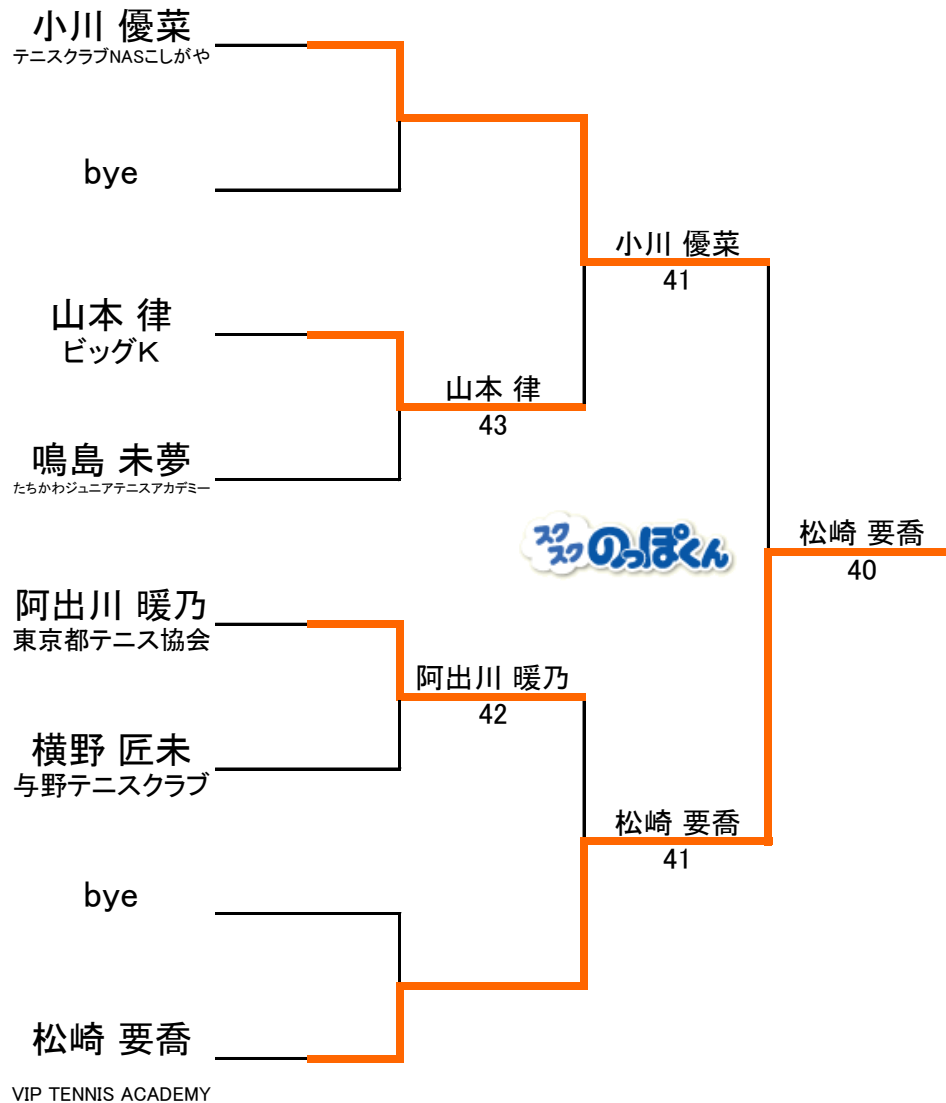 小川 優菜
テニスクラブNASこしがや
bye
小川 優菜
41
山本 律
ビッグK
山本 律
43
鳴島 未夢
たちかわジュニアテニスアカデミー
スクスク のっぽくん
松崎 要喬
40
阿出川 暖乃
東京都テニス協会
阿出川 暖乃
42
横野 匠未
与野テニスクラブ
松崎 要喬
41
bye
松崎 要喬
VIP TENNIS ACADEMY